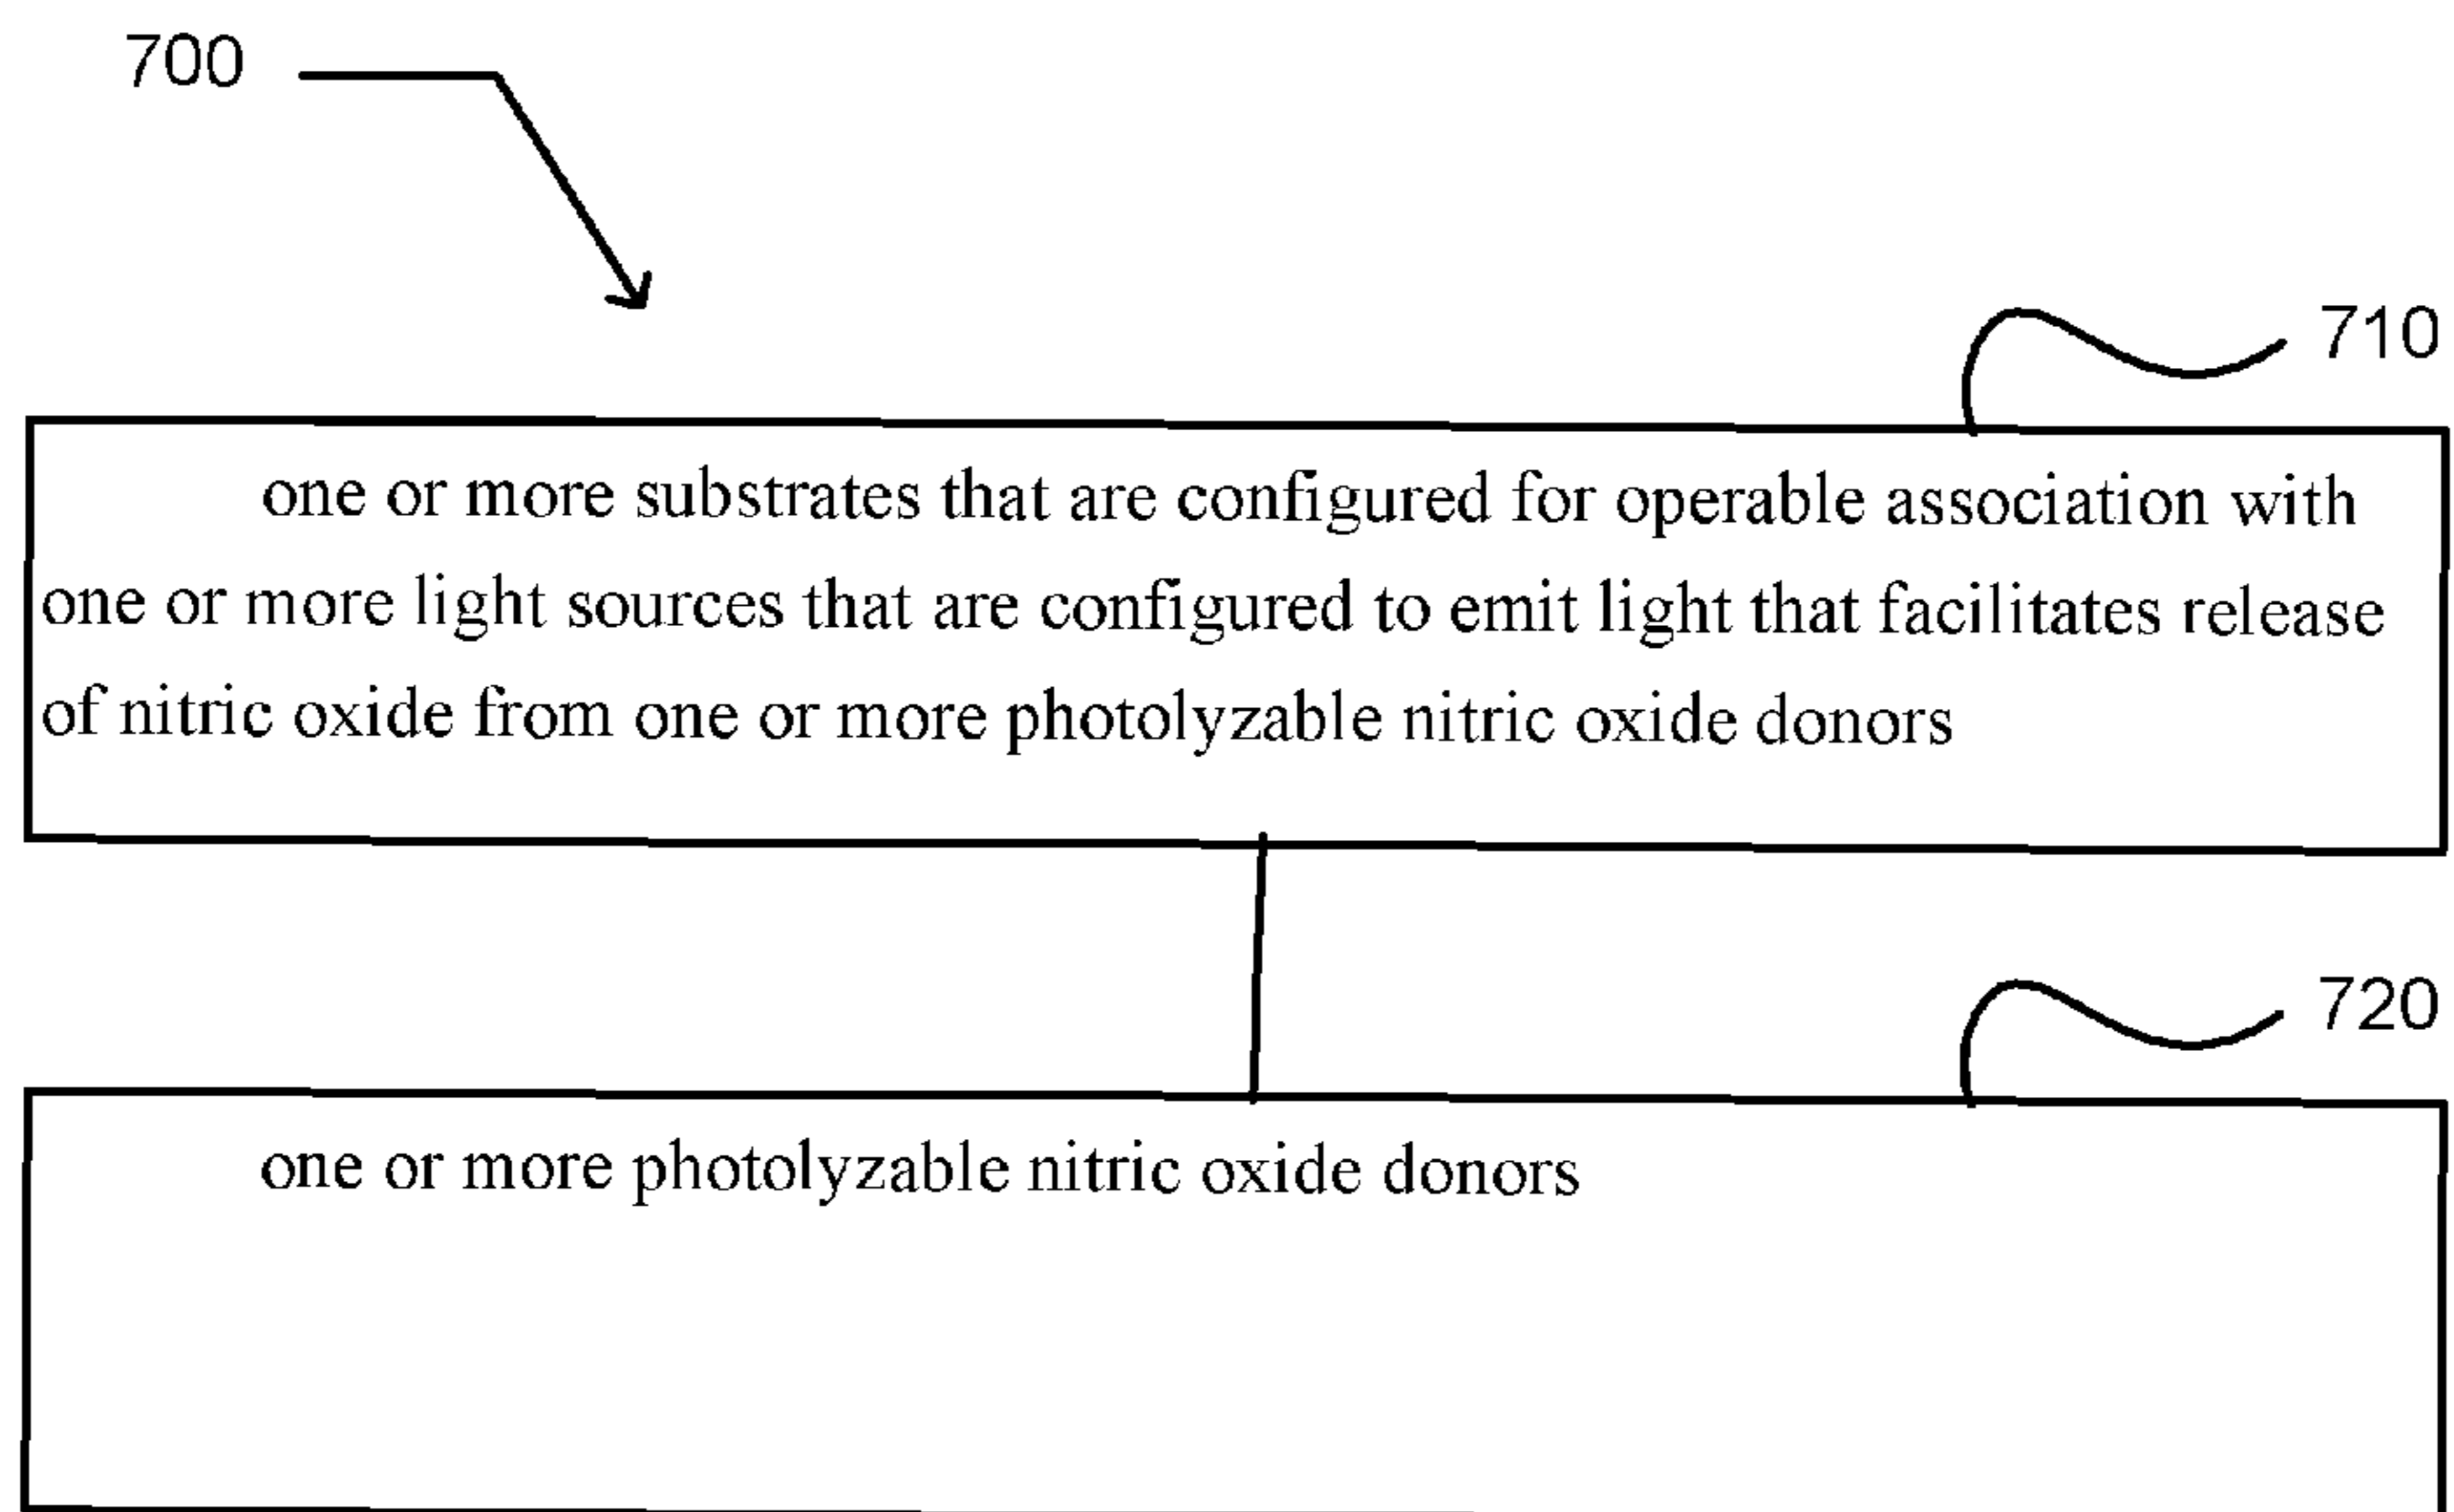 700
710
one or more substrates that are configured for operable association with
one or more light sources that are configured to emit light that facilitates release
of nitric oxide from one or more photolyzable nitric oxide donors
720
one or more photolyzable nitric oxide donors